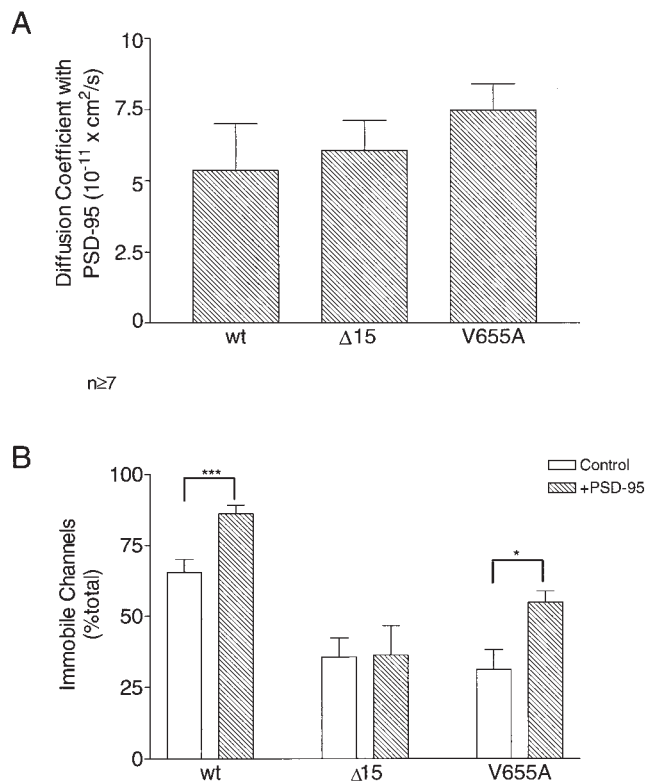 A
Diffusion Coefficient with
PSD-95 (10⁻¹¹ x cm²/s)
10
7.5
5
2.5
0
wt
Δ15
V655A
n≥7
B
Control
+PSD-95
Immobile Channels
(%total)
100
75
50
25
0
***
*
wt
Δ15
V655A